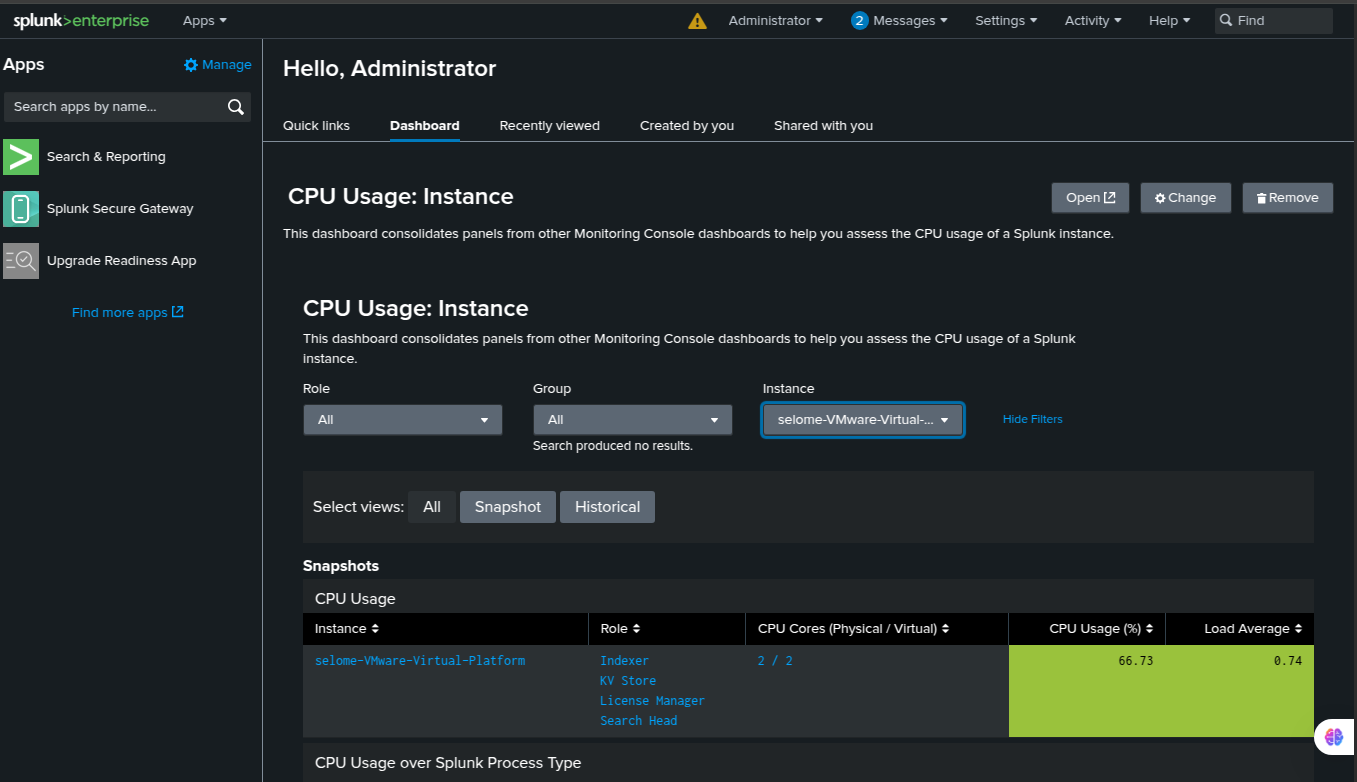 splunk>enterprise Apps Administrator 2 Messages Settings Activity Help Find
Apps Manage
Search apps by name...
Search & Reporting
Splunk Secure Gateway
Upgrade Readiness App
Find more apps
Hello, Administrator
Quick links Dashboard Recently viewed Created by you Shared with you
CPU Usage: Instance Open Change Remove
This dashboard consolidates panels from other Monitoring Console dashboards to help you assess the CPU usage of a Splunk instance.
CPU Usage: Instance
This dashboard consolidates panels from other Monitoring Console dashboards to help you assess the CPU usage of a Splunk
instance.
Role Group Instance
All All selome-VMware-Virtual-... Hide Filters
Search produced no results.
Select views: All Snapshot Historical
Snapshots
CPU Usage
Instance Role CPU Cores (Physical / Virtual) CPU Usage (%) Load Average
selome-VMware-Virtual-Platform Indexer 2 / 2 66.73 0.74
KV Store
License Manager
Search Head
CPU Usage over Splunk Process Type